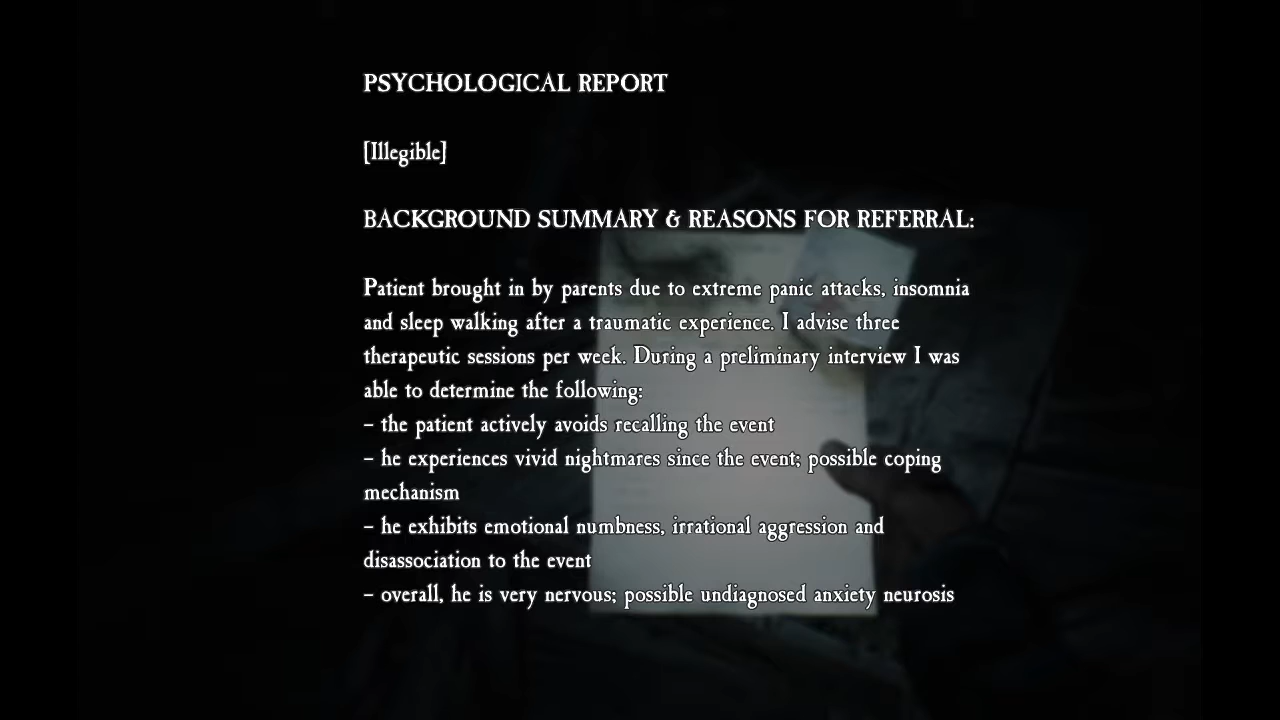 PSYCHOLOGICAL REPORT
[Illegible]
BACKGROUND SUMMARY & REASONS FOR REFERRAL:
Patient brought in by parents due to extreme panic attacks, insomnia
and sleep walking after a traumatic experience. I advise three
therapeutic sessions per week. During a preliminary interview I was
able to determine the following:
– the patient actively avoids recalling the event
– he experiences vivid nightmares since the event; possible coping
mechanism
– he exhibits emotional numbness, irrational aggression and
disassociation to the event
– overall, he is very nervous; possible undiagnosed anxiety neurosis